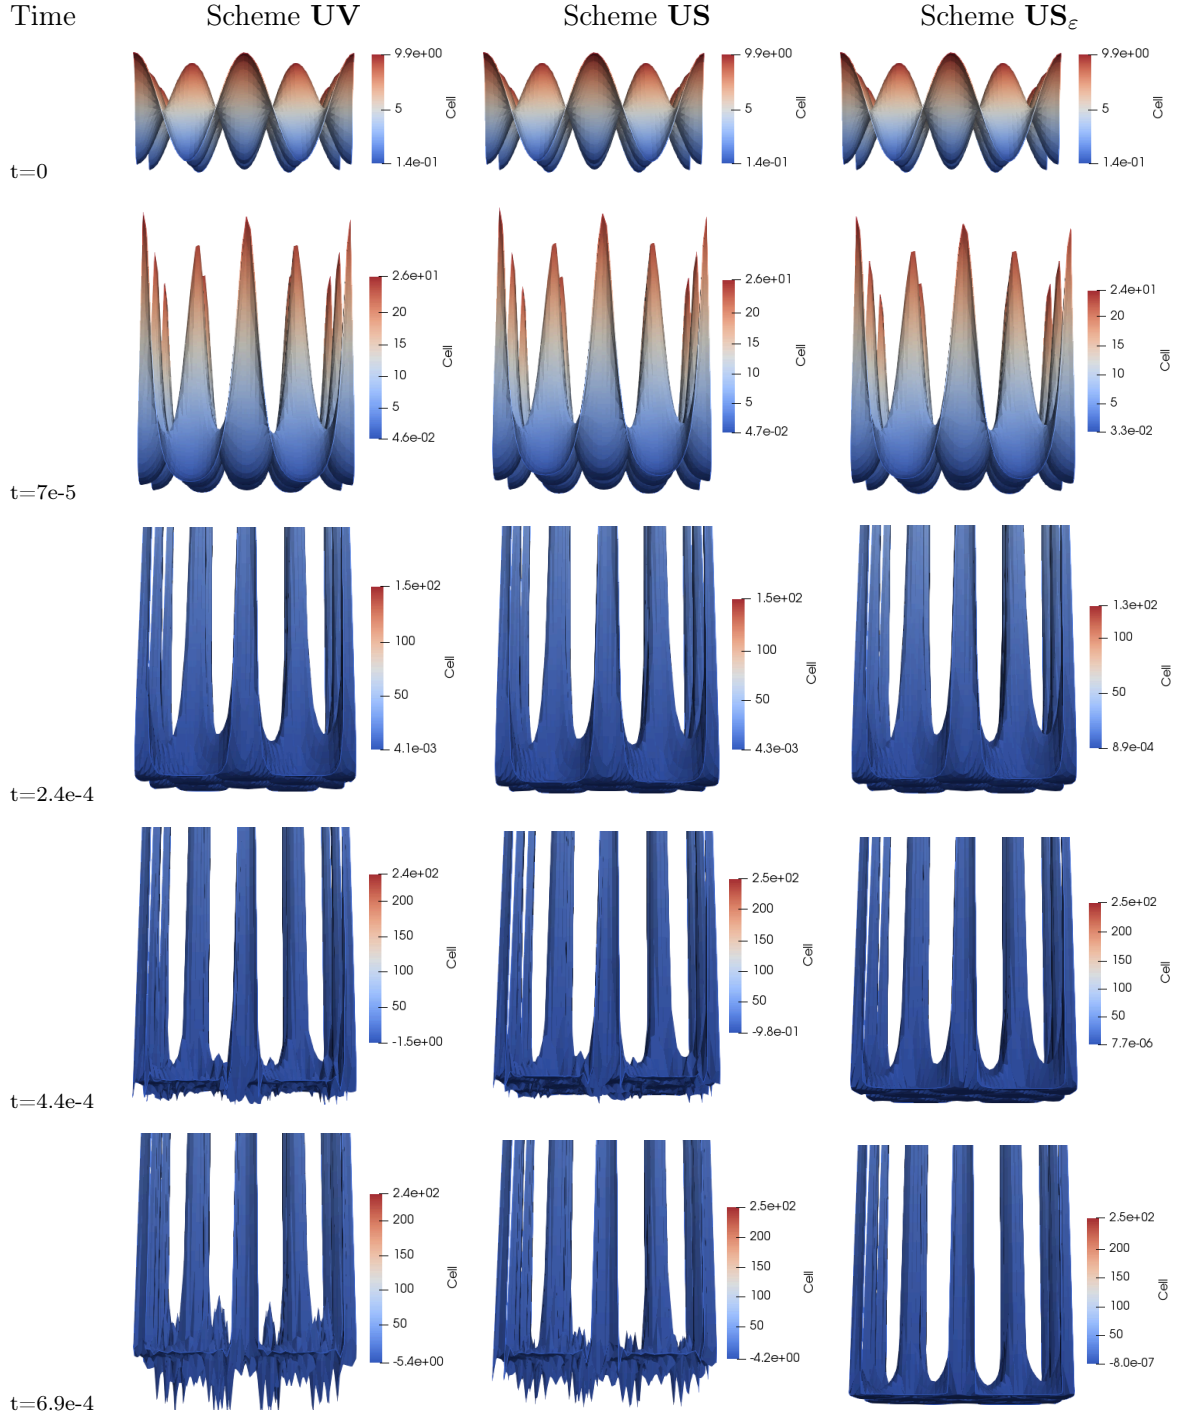 Time Scheme UV Scheme US Scheme USε
9.9e+00 9.9e+00 9.9e+00
5 5 5
Cell Cell Cell
1.4e-01 1.4e-01 1.4e-01
t=0
2.6e+01 2.6e+01 2.4e+01
20 20 20
15 15 15
Cell Cell Cell
10 10 10
5 5 5
4.6e-02 4.7e-02 3.3e-02
t=7e-5
1.5e+02 1.5e+02 1.3e+02
100 100 100
Cell Cell Cell
50 50 50
4.1e-03 4.3e-03 8.9e-04
t=2.4e-4
2.4e+02 2.5e+02 2.5e+02
200 200 200
150 150 150
Cell Cell Cell
100 100 100
50 50 50
-1.5e+00 -9.8e-01 7.7e-06
t=4.4e-4
2.4e+02 2.5e+02 2.5e+02
200 200 200
150 150 150
Cell Cell Cell
100 100 100
50 50 50
-5.4e+00 -4.2e+00 -8.0e-07
t=6.9e-4